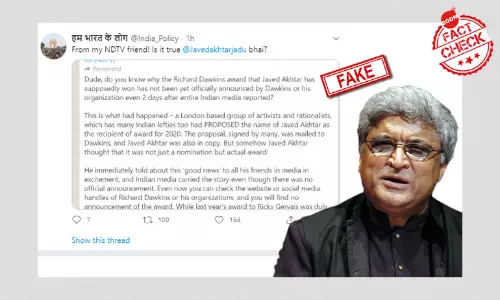 हम भारत के लोग @India_Policy · 1h
From my NDTV friend! Is it true @Javedakhtarjadu bhai?
Forwarded
Dude, do you know why the Richard Dawkins award that Javed Akhtar has
supposedly won has not been yet officially announced by Dawkins or his
organization even 2 days after entire Indian media reported?
This is what had happened – a London based group of activists and rationalists,
which has many Indian lefties too had PROPOSED the name of Javed Akhtar as
the recipient of award for 2020. The proposal, signed by many, was mailed to
Dawkins, and Javed Akhtar was also in copy. But somehow Javed Akhtar
thought that it was not just a nomination but actual award!
He immediately told about this 'good news' to all his friends in media in
excitement, and Indian media carried the story even though there was no
official announcement. Even now you can check the website or social media
handles of Richard Dawkins or his organizations, and you will find no
announcement of the award. While last year's award to Ricky Gervais was duly
7 100 164
Show this thread
FAKE
BOOM
FACT
CHECK